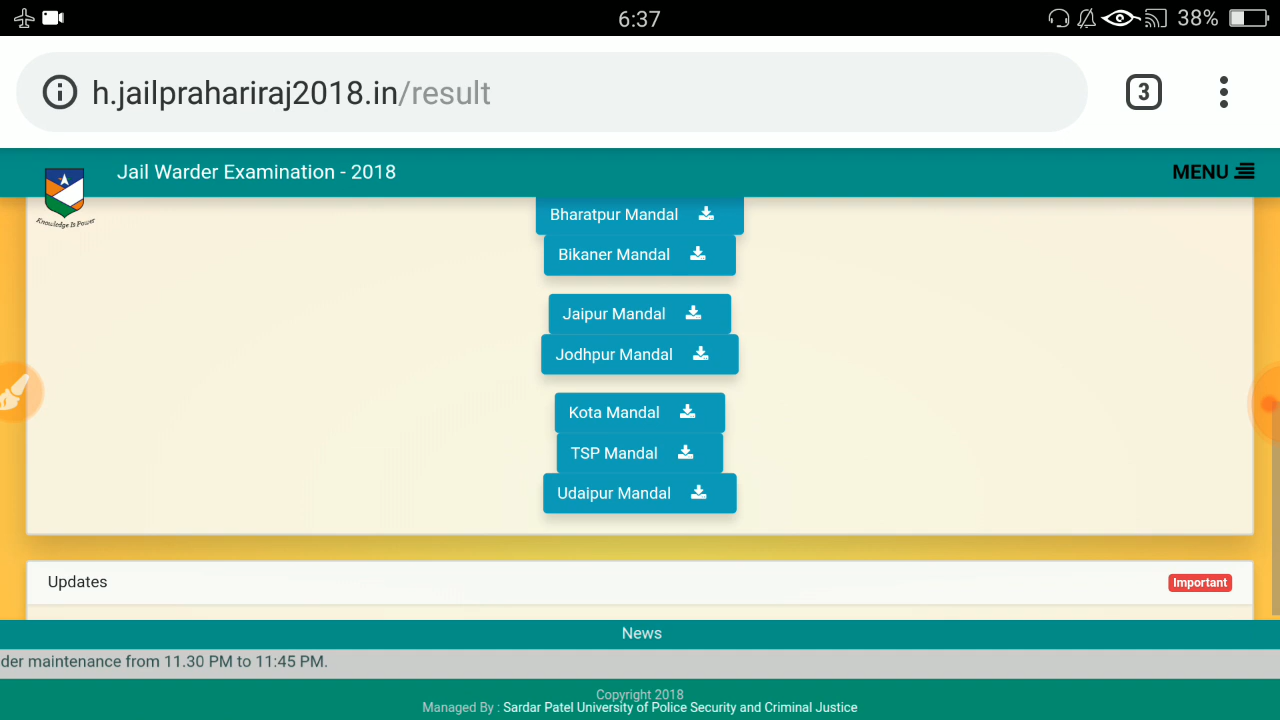 6:37
38%
h.jailprahariraj2018.in/result
3
Jail Warder Examination - 2018
MENU
Knowledge Is Power
Bharatpur Mandal
Bikaner Mandal
Jaipur Mandal
Jodhpur Mandal
Kota Mandal
TSP Mandal
Udaipur Mandal
Updates
Important
News
der maintenance from 11.30 PM to 11:45 PM.
Copyright 2018
Managed By : Sardar Patel University of Police Security and Criminal Justice